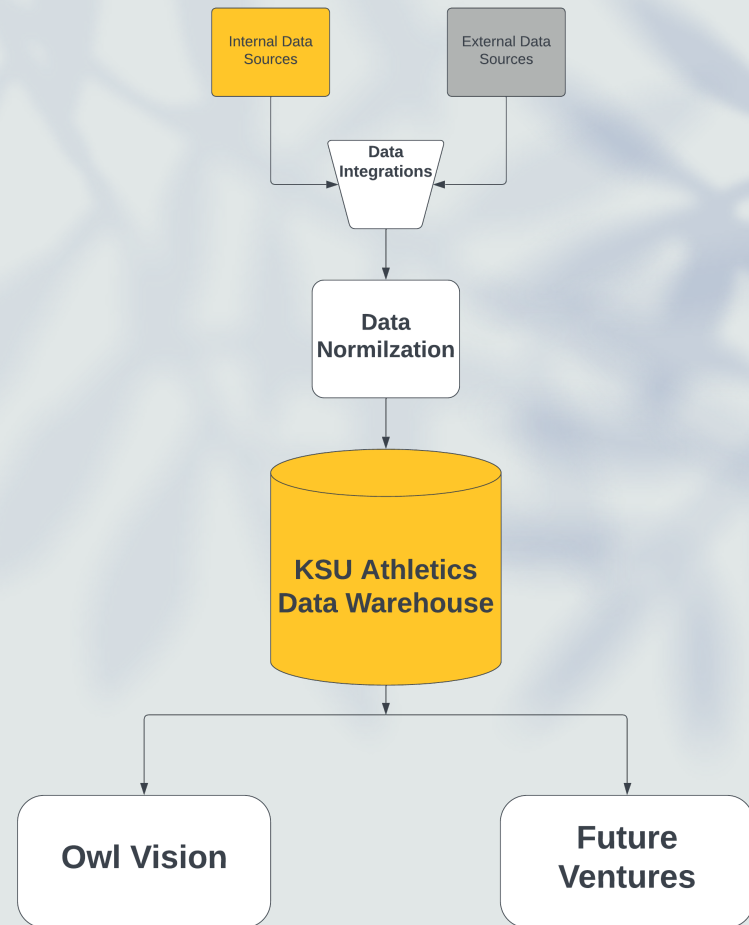 Internal Data
Sources
External Data
Sources
Data
Integrations
Data
Normilzation
KSU Athletics
Data Warehouse
Owl Vision
Future
Ventures